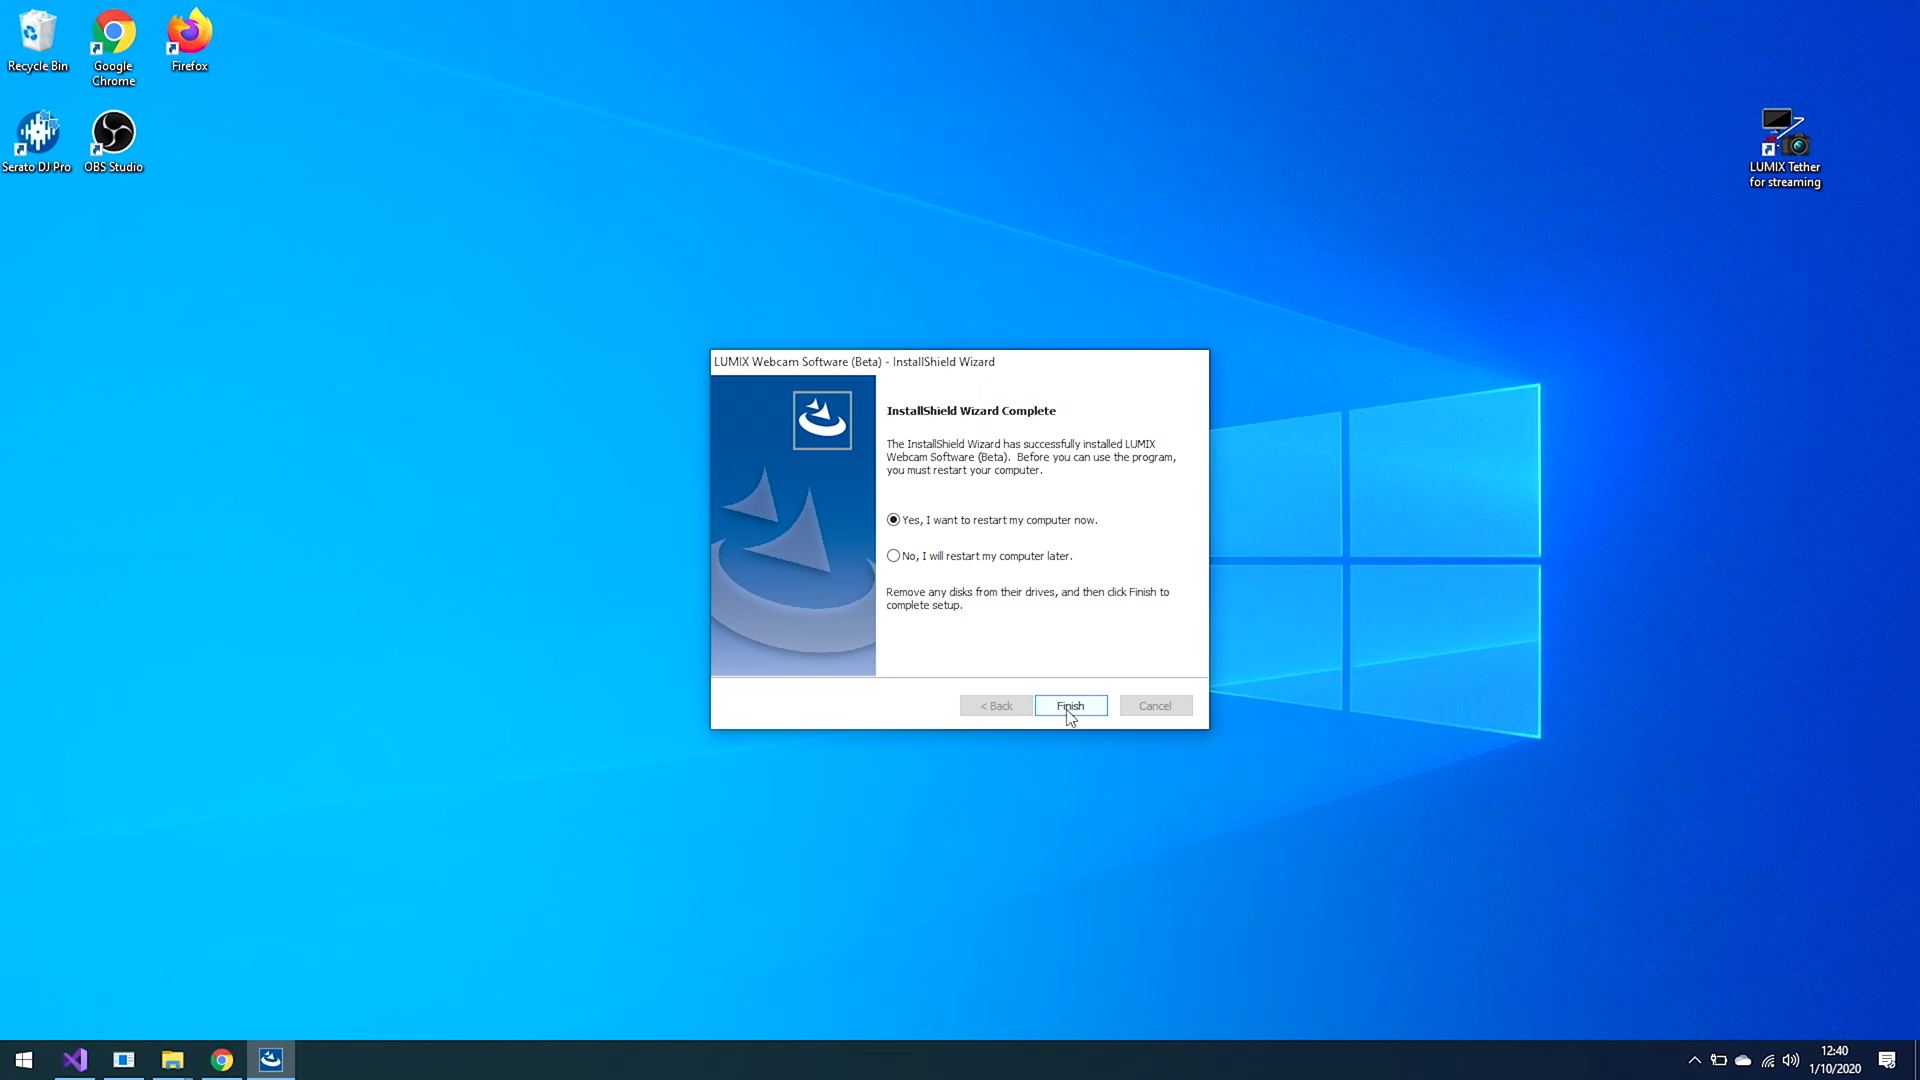 Recycle Bin
Google
Chrome
Firefox
Serato DJ Pro
OBS Studio
LUMIX Tether
for streaming
LUMIX Webcam Software (Beta) - InstallShield Wizard
InstallShield Wizard Complete
The InstallShield Wizard has successfully installed LUMIX
Webcam Software (Beta). Before you can use the program,
you must restart your computer.
Yes, I want to restart my computer now.
No, I will restart my computer later.
Remove any disks from their drives, and then click Finish to
complete setup.
< Back
Finish
Cancel
12:40
1/10/2020